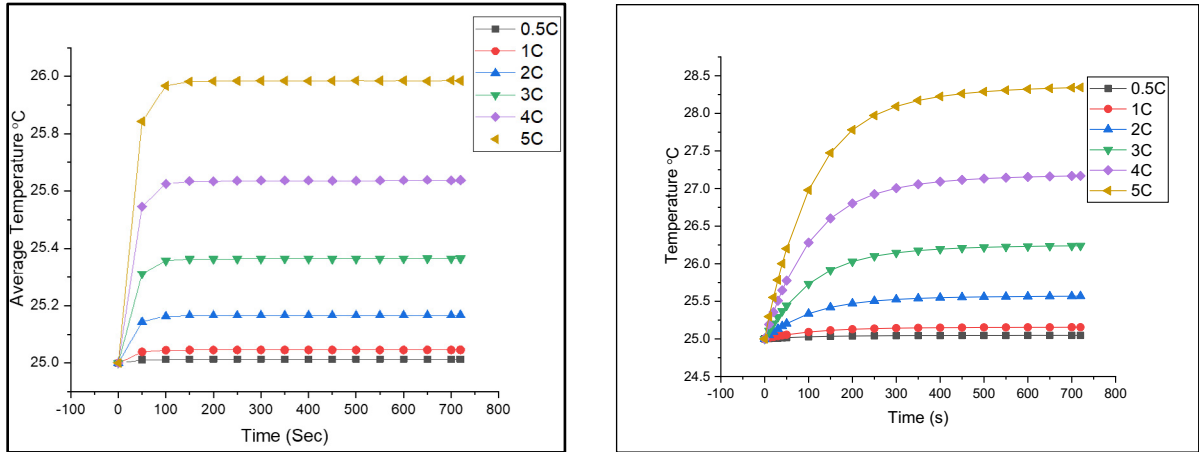 0.5C
1C
2C
3C
4C
5C
26.0
25.8
25.6
25.4
25.2
25.0
Average Temperature °C
-100 0 100 200 300 400 500 600 700 800
Time (Sec)
0.5C
1C
2C
3C
4C
5C
28.5
28.0
27.5
27.0
26.5
26.0
25.5
25.0
24.5
Temperature °C
-100 0 100 200 300 400 500 600 700 800
Time (s)